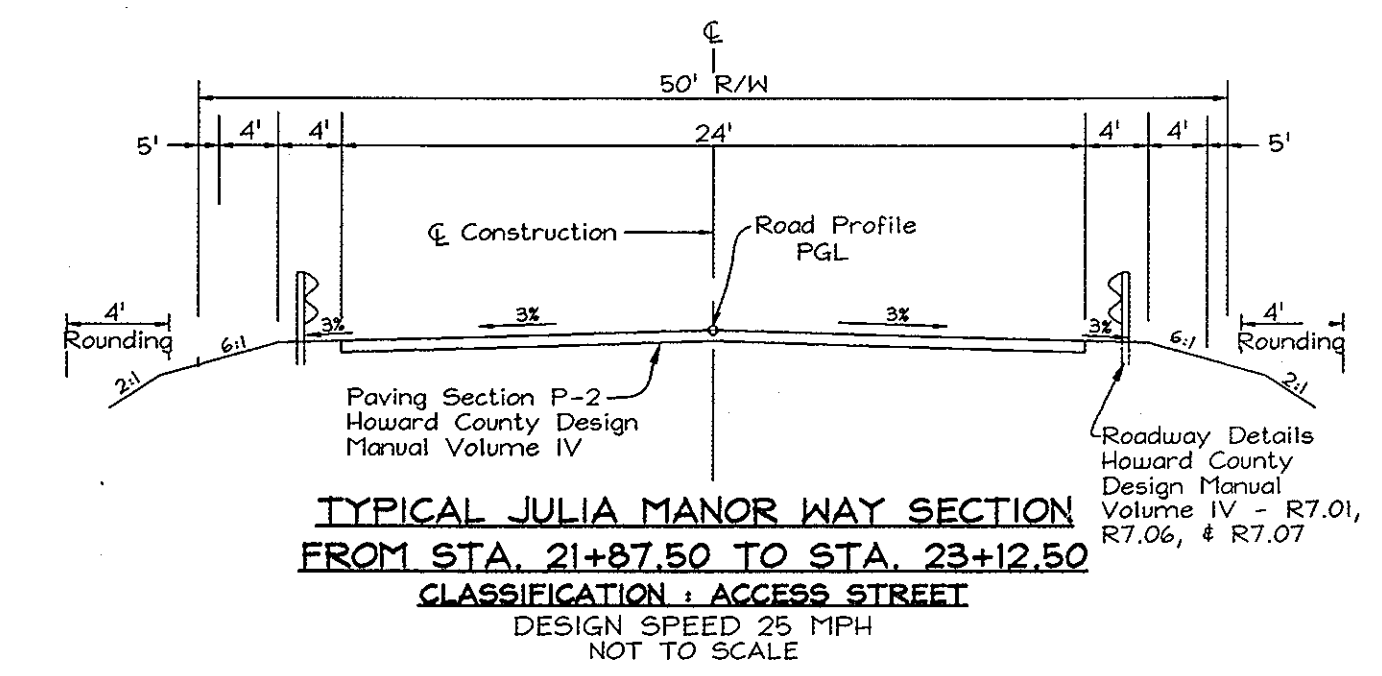 ℄
50' R/W
5' 4' 4' 24' 4' 4' 5'
℄ Construction
Road Profile
PGL
4'
Rounding
2:1
6:1
3%
3%
3%
3%
6:1
4'
Rounding
2:1
Paving Section P-2
Howard County Design
Manual Volume IV
Roadway Details
Howard County
Design Manual
Volume IV - R7.01,
R7.06, & R7.07
TYPICAL JULIA MANOR WAY SECTION
FROM STA. 21+87.50 TO STA. 23+12.50
CLASSIFICATION : ACCESS STREET
DESIGN SPEED 25 MPH
NOT TO SCALE